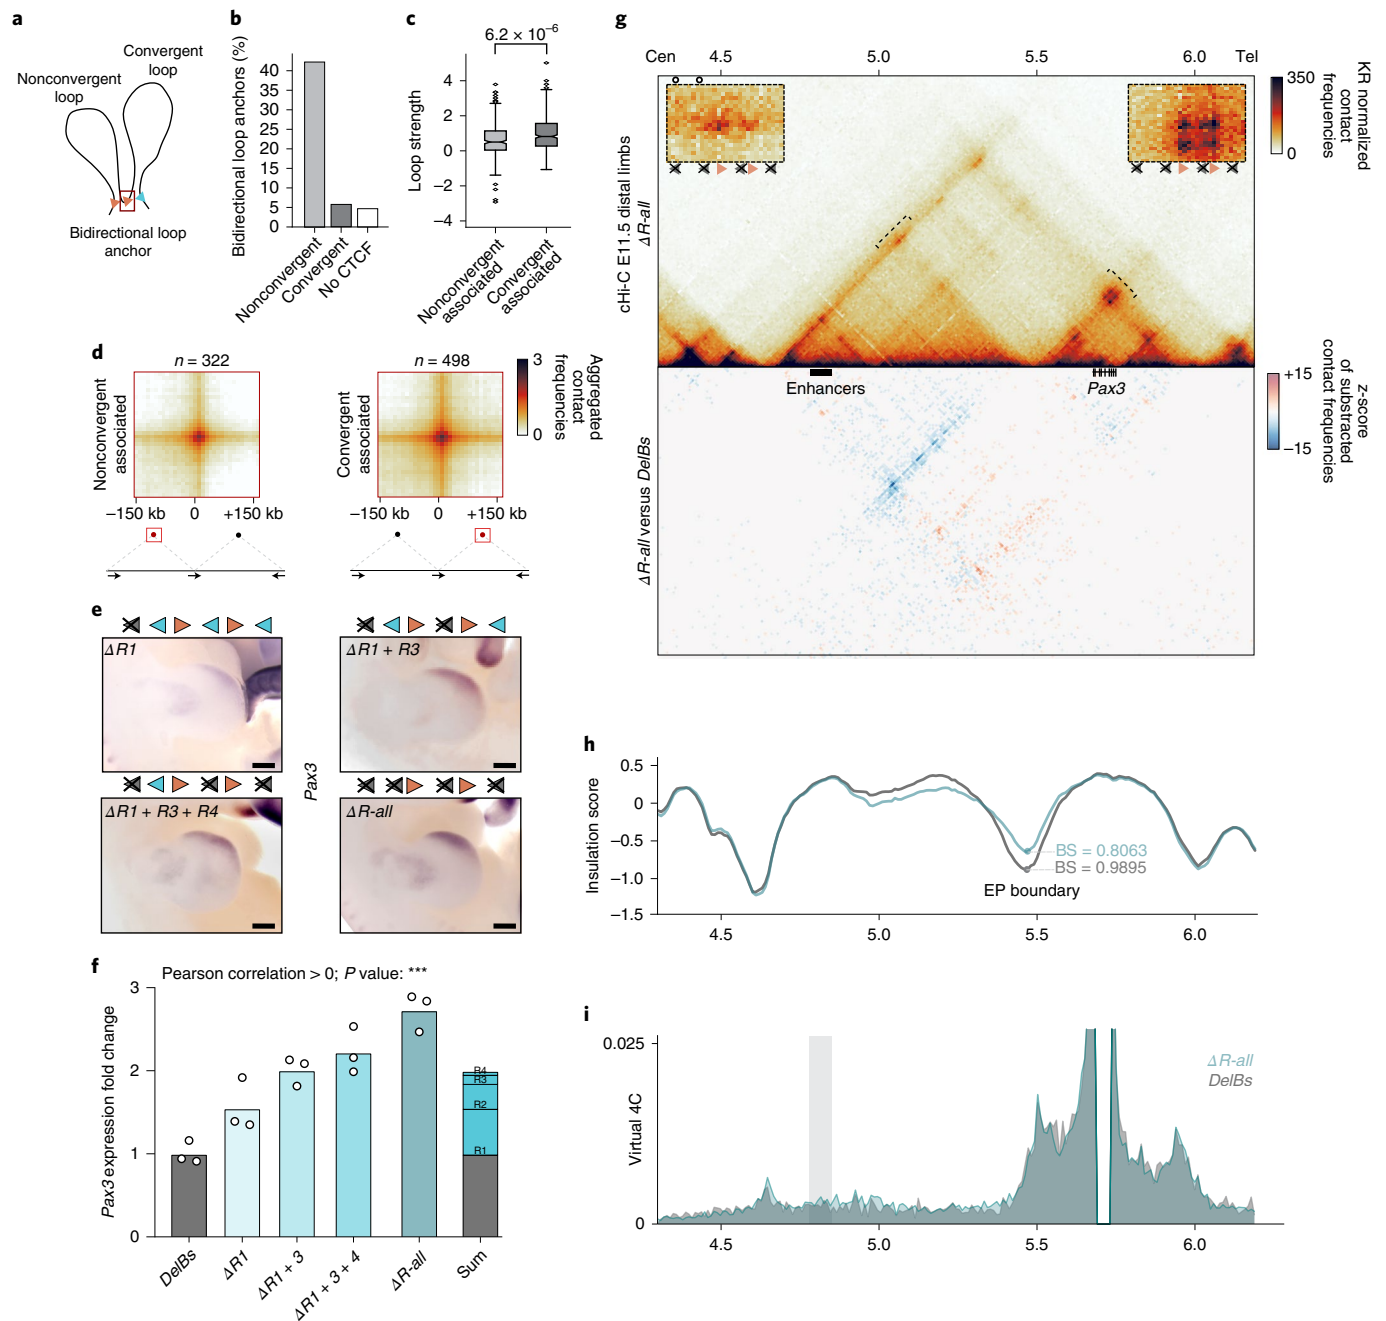 a
Nonconvergent
loop
Convergent
loop
Bidirectional loop
anchor
b
Bidirectional loop anchors (%)
40
35
30
25
20
15
10
5
0
Nonconvergent
Convergent
No CTCF
c
6.2 × 10⁻⁶
Loop strength
4
2
0
−2
−4
Nonconvergent
associated
Convergent
associated
d
n = 322
Nonconvergent
associated
−150 kb 0 +150 kb
n = 498
Convergent
associated
−150 kb 0 +150 kb
3
0
Aggregated
contact
frequencies
e
ΔR1
ΔR1 + R3
ΔR1 + R3 + R4
ΔR-all
Pax3
f
Pearson correlation > 0; P value: ***
Pax3 expression fold change
3
2
1
0
R4
R3
R2
R1
DelBs
ΔR1
ΔR1 + 3
ΔR1 + 3 + 4
ΔR-all
Sum
g
Cen 4.5 5.0 5.5 6.0 Tel
cHi-C E11.5 distal limbs
ΔR-all
350
0
KR normalized
contact
frequencies
Enhancers
Pax3
ΔR-all versus DelBs
+15
−15
z-score
of substracted
contact frequencies
h
Insulation score
0.5
0
−0.5
−1.0
−1.5
BS = 0.8063
BS = 0.9895
EP boundary
4.5 5.0 5.5 6.0
i
Virtual 4C
0.025
0
ΔR-all
DelBs
4.5 5.0 5.5 6.0